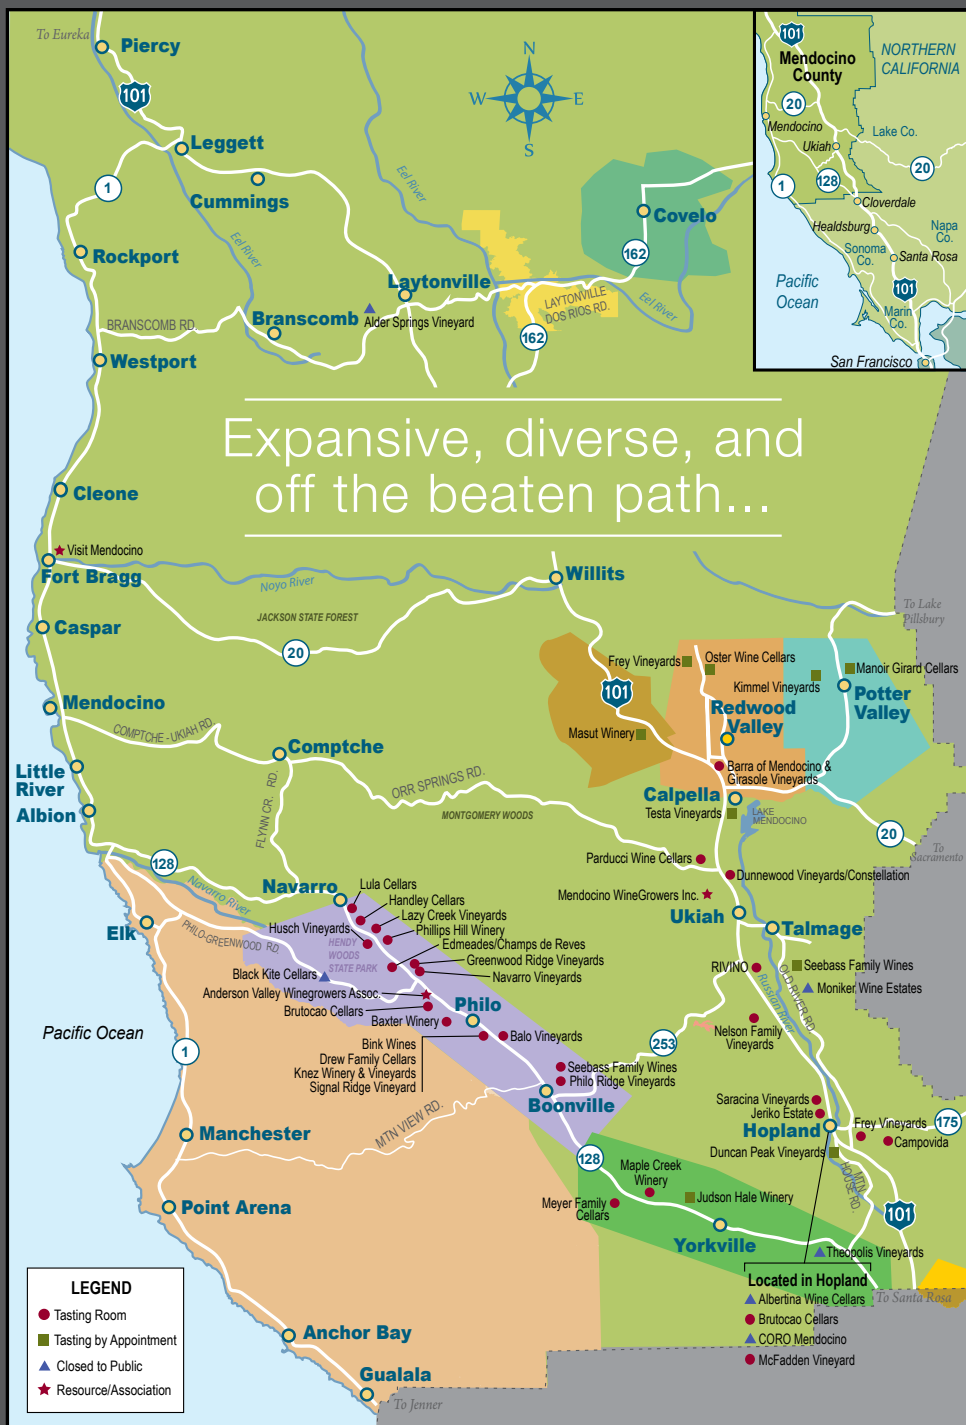 To Eureka
Piercy
101
Leggett
1
Cummings
Eel River
Eel River
N
W
E
S
Covelo
162
Rockport
Laytonville
LAYTONVILLE
DOS RIOS RD.
Eel River
BRANSCOMB RD.
Branscomb
Alder Springs Vineyard
162
Westport
101
Mendocino
County
NORTHERN
CALIFORNIA
20
Mendocino
Ukiah
Lake Co.
20
1
128
Cloverdale
Healdsburg
Napa
Co.
Sonoma
Co.
Santa Rosa
Pacific
Ocean
101
Marin
Co.
San Francisco
Expansive, diverse, and
off the beaten path...
Cleone
Visit Mendocino
Fort Bragg
Noyo River
Willits
Caspar
JACKSON STATE FOREST
20
To Lake
Pillsbury
Mendocino
COMPTCHE - UKIAH RD.
Comptche
Little
River
Albion
FLYNN CR. RD.
ORR SPRINGS RD.
MONTGOMERY WOODS
101
Frey Vineyards
Oster Wine Cellars
Kimmel Vineyards
Manoir Girard Cellars
Redwood
Valley
Potter
Valley
Masut Winery
Barra of Mendocino &
Girasole Vineyards
Calpella
Testa Vineyards
LAKE
MENDOCINO
20
To
Sacramento
Parducci Wine Cellars
Dunnewood Vineyards/Constellation
Mendocino WineGrowers Inc.
Ukiah
Talmage
128
Navarro River
Navarro
Elk
PHILO-GREENWOOD RD.
Lula Cellars
Handley Cellars
Lazy Creek Vineyards
Phillips Hill Winery
Husch Vineyards
HENDY
WOODS
STATE PARK
Edmeades/Champs de Reves
Greenwood Ridge Vineyards
Navarro Vineyards
Black Kite Cellars
Anderson Valley Winegrowers Assoc.
Brutocao Cellars
Philo
Baxter Winery
Balo Vineyards
Bink Wines
Drew Family Cellars
Knez Winery & Vineyards
Signal Ridge Vineyard
Seebass Family Wines
Philo Ridge Vineyards
Boonville
RIVINO
Seebass Family Wines
Moniker Wine Estates
OLD RIVER RD.
Russian River
Nelson Family
Vineyards
253
Pacific Ocean
1
Manchester
MTN VIEW RD.
Saracina Vineyards
Jeriko Estate
Hopland
Frey Vineyards
175
Campovida
Duncan Peak Vineyards
MTN
HOUSE RD.
128
Maple Creek
Winery
Meyer Family
Cellars
Judson Hale Winery
Yorkville
101
Theopolis Vineyards
Point Arena
Located in Hopland
Albertina Wine Cellars
Brutocao Cellars
CORO Mendocino
McFadden Vineyard
To Santa Rosa
LEGEND
Tasting Room
Tasting by Appointment
Closed to Public
Resource/Association
Anchor Bay
Gualala
To Jenner